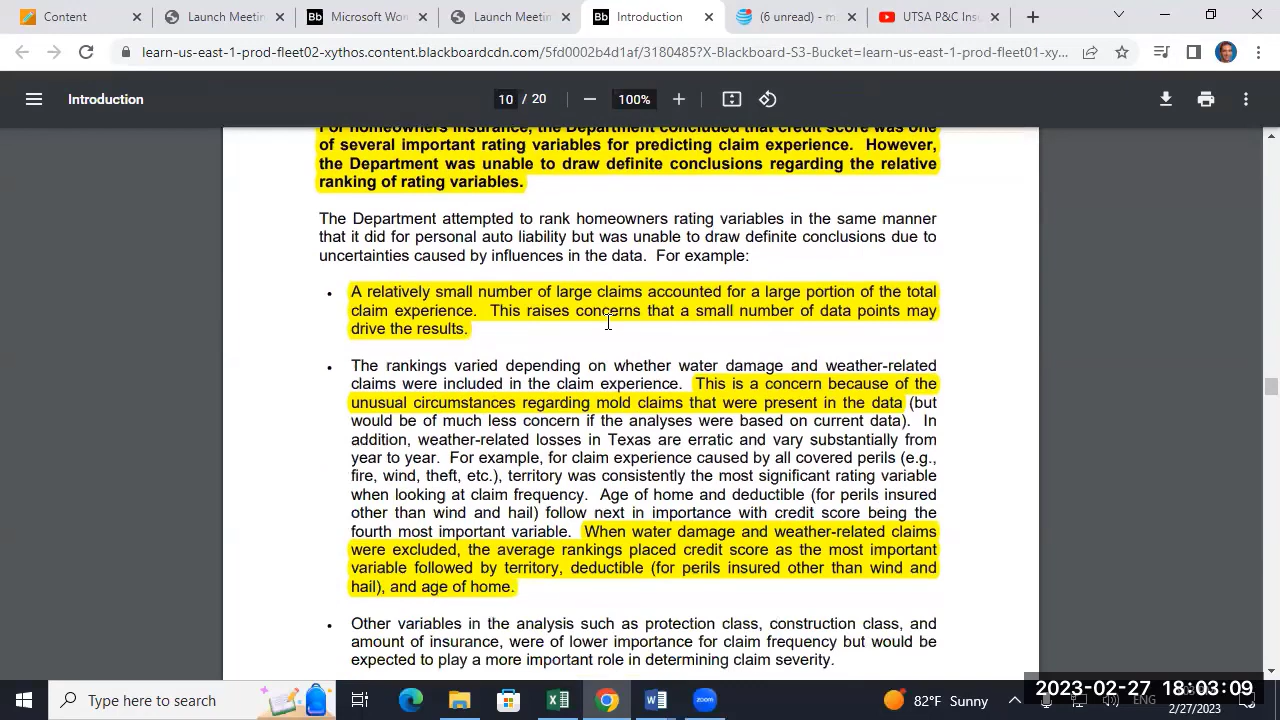 Content
Launch Meetin
Microsoft Wo
Launch Meetin
Introduction
(6 unread) - m
UTSA P&C Ins
learn-us-east-1-prod-fleet02-xythos.content.blackboardcdn.com/5fd0002b4d1af/3180485?X-Blackboard-S3-Bucket=learn-us-east-1-prod-fleet01-xy...
Introduction
10 / 20
100%
For homeowners insurance, the Department concluded that credit score was one
of several important rating variables for predicting claim experience. However,
the Department was unable to draw definite conclusions regarding the relative
ranking of rating variables.
The Department attempted to rank homeowners rating variables in the same manner
that it did for personal auto liability but was unable to draw definite conclusions due to
uncertainties caused by influences in the data. For example:
• A relatively small number of large claims accounted for a large portion of the total
claim experience. This raises concerns that a small number of data points may
drive the results.
• The rankings varied depending on whether water damage and weather-related
claims were included in the claim experience. This is a concern because of the
unusual circumstances regarding mold claims that were present in the data (but
would be of much less concern if the analyses were based on current data). In
addition, weather-related losses in Texas are erratic and vary substantially from
year to year. For example, for claim experience caused by all covered perils (e.g.,
fire, wind, theft, etc.), territory was consistently the most significant rating variable
when looking at claim frequency. Age of home and deductible (for perils insured
other than wind and hail) follow next in importance with credit score being the
fourth most important variable. When water damage and weather-related claims
were excluded, the average rankings placed credit score as the most important
variable followed by territory, deductible (for perils insured other than wind and
hail), and age of home.
• Other variables in the analysis such as protection class, construction class, and
amount of insurance, were of lower importance for claim frequency but would be
expected to play a more important role in determining claim severity.
Type here to search
zoom
82°F Sunny
ENG
2023-02-27 18:03:09
2/27/2023